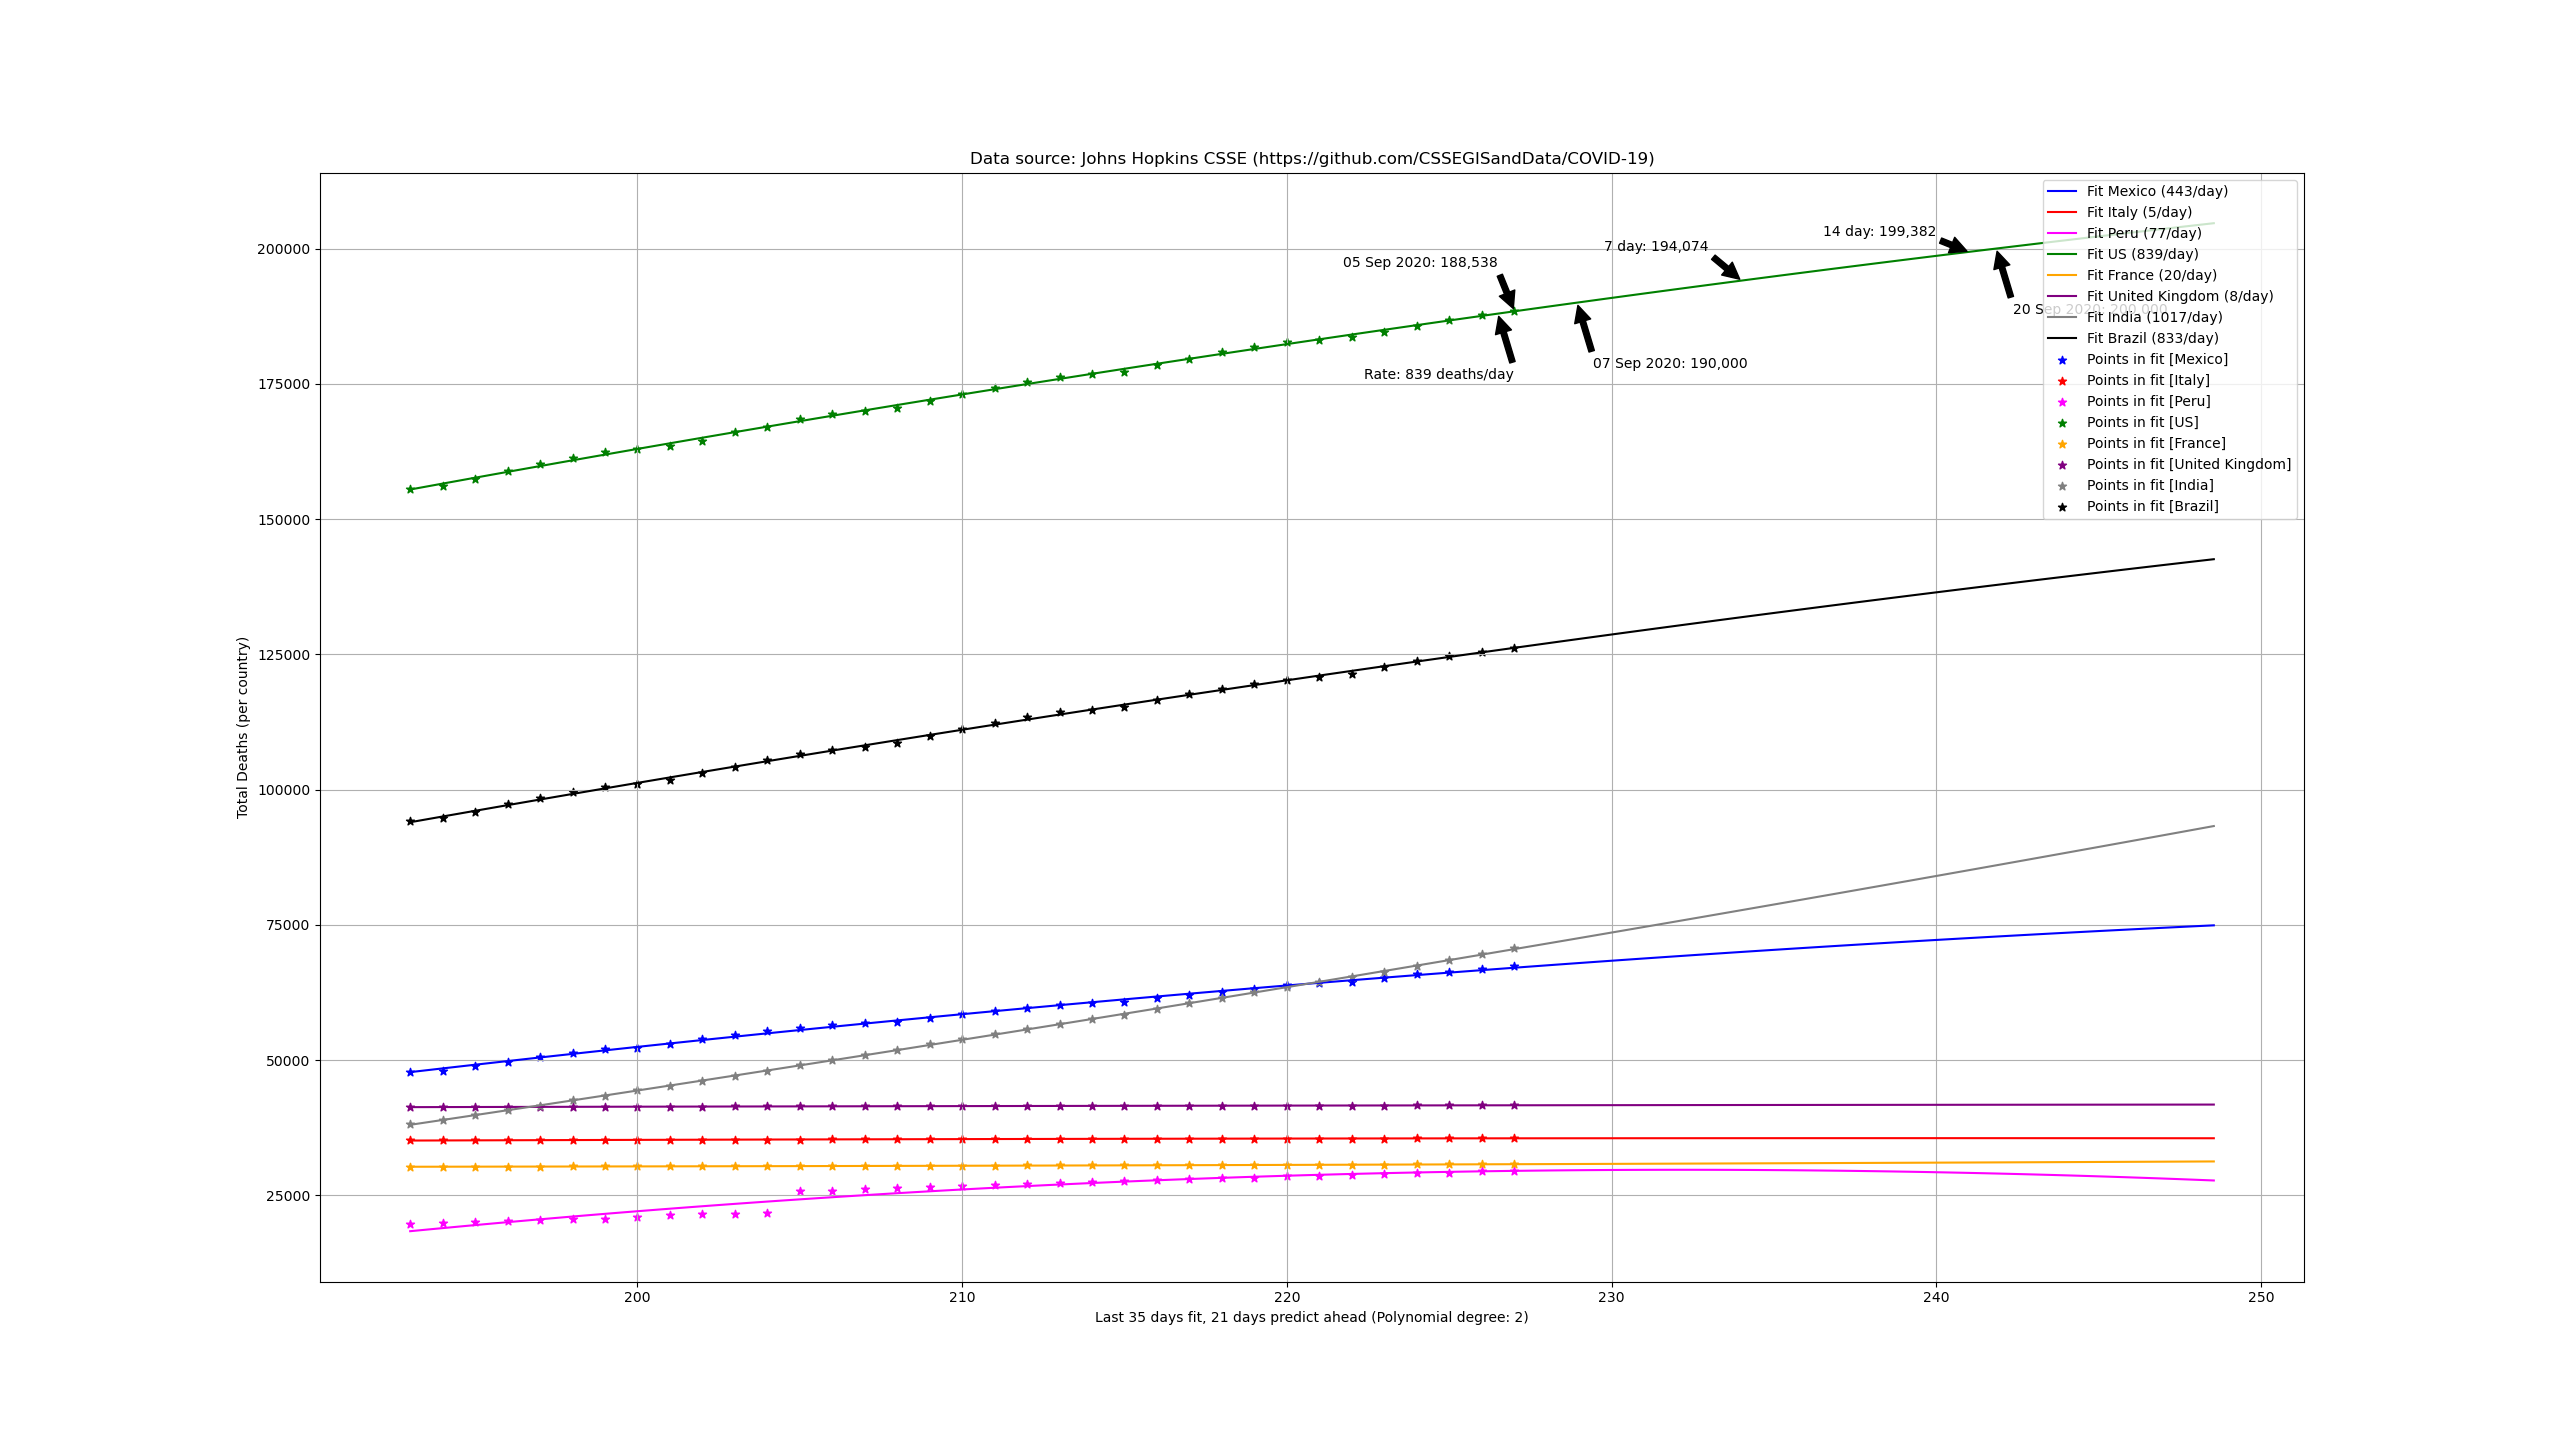 Data source: Johns Hopkins CSSE (https://github.com/CSSEGISandData/COVID-19)
Fit Mexico (443/day)
Fit Italy (5/day)
Fit Peru (77/day)
Fit US (839/day)
Fit France (20/day)
Fit United Kingdom (8/day)
Fit India (1017/day)
Fit Brazil (833/day)
Points in fit [Mexico]
Points in fit [Italy]
Points in fit [Peru]
Points in fit [US]
Points in fit [France]
Points in fit [United Kingdom]
Points in fit [India]
Points in fit [Brazil]
14 day: 199,382
7 day: 194,074
05 Sep 2020: 188,538
20 Sep 2020: 200,000
07 Sep 2020: 190,000
Rate: 839 deaths/day
200000
175000
150000
125000
100000
75000
50000
25000
Total Deaths (per country)
200
210
220
230
240
250
Last 35 days fit, 21 days predict ahead (Polynomial degree: 2)